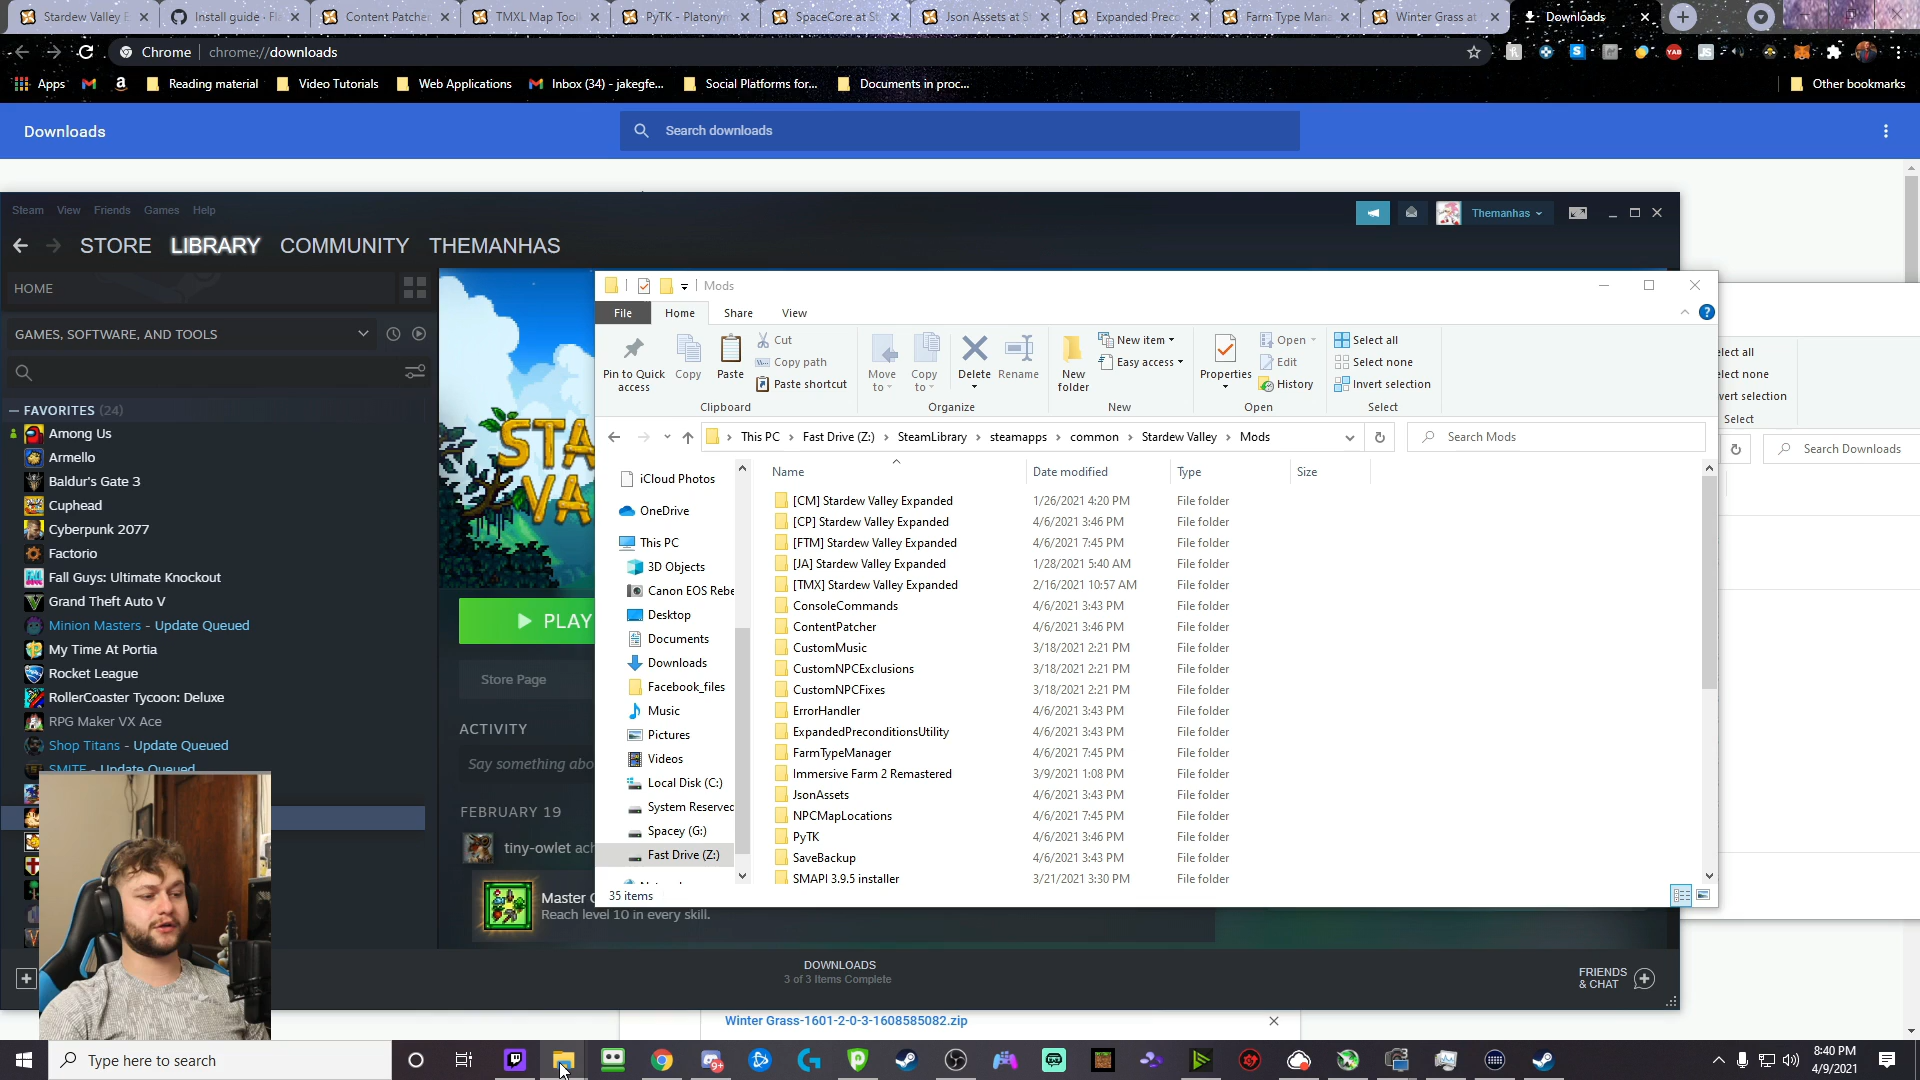 Stardew Valley E
Install guide - Fl
Content Patche
TMXL Map Tool
PyTK - Platonym
SpaceCore at St
Json Assets at S
Expanded Preco
Farm Type Man
Winter Grass at
Downloads
Chrome
chrome://downloads
Apps
Reading material
Video Tutorials
Web Applications
Inbox (34) - jakegfe...
Social Platforms for...
Documents in proc...
Other bookmarks
Downloads
Search downloads
Steam View Friends Games Help
Themanhas
STORE LIBRARY COMMUNITY THEMANHAS
HOME
GAMES, SOFTWARE, AND TOOLS
FAVORITES (24)
Among Us
Armello
Baldur's Gate 3
Cuphead
Cyberpunk 2077
Factorio
Fall Guys: Ultimate Knockout
Grand Theft Auto V
Minion Masters - Update Queued
My Time At Portia
Rocket League
RollerCoaster Tycoon: Deluxe
RPG Maker VX Ace
Shop Titans - Update Queued
SMITE - Update Queued
STA
VA
PLAY
Store Page
ACTIVITY
Say something abo
FEBRUARY 19
tiny-owlet ach
Master C
Reach level 10 in every skill.
DOWNLOADS
3 of 3 Items Complete
FRIENDS
& CHAT
Mods
File Home Share View
Pin to Quick
access
Copy
Paste
Cut
Copy path
Paste shortcut
Clipboard
Move
to
Copy
to
Delete
Rename
Organize
New
folder
New item
Easy access
New
Properties
Open
Edit
History
Open
Select all
Select none
Invert selection
Select
This PC
Fast Drive (Z:)
SteamLibrary
steamapps
common
Stardew Valley
Mods
Search Mods
iCloud Photos
OneDrive
This PC
3D Objects
Canon EOS Rebe
Desktop
Documents
Downloads
Facebook_files
Music
Pictures
Videos
Local Disk (C:)
System Reserved
Spacey (G:)
Fast Drive (Z:)
Name Date modified Type Size
[CM] Stardew Valley Expanded 1/26/2021 4:20 PM File folder
[CP] Stardew Valley Expanded 4/6/2021 3:46 PM File folder
[FTM] Stardew Valley Expanded 4/6/2021 7:45 PM File folder
[JA] Stardew Valley Expanded 1/28/2021 5:40 AM File folder
[TMX] Stardew Valley Expanded 2/16/2021 10:57 AM File folder
ConsoleCommands 4/6/2021 3:43 PM File folder
ContentPatcher 4/6/2021 3:46 PM File folder
CustomMusic 3/18/2021 2:21 PM File folder
CustomNPCExclusions 3/18/2021 2:21 PM File folder
CustomNPCFixes 3/18/2021 2:21 PM File folder
ErrorHandler 4/6/2021 3:43 PM File folder
ExpandedPreconditionsUtility 4/6/2021 3:43 PM File folder
FarmTypeManager 4/6/2021 7:45 PM File folder
Immersive Farm 2 Remastered 3/9/2021 1:08 PM File folder
JsonAssets 4/6/2021 3:43 PM File folder
NPCMapLocations 4/6/2021 7:45 PM File folder
PyTK 4/6/2021 3:46 PM File folder
SaveBackup 4/6/2021 3:43 PM File folder
SMAPI 3.9.5 installer 3/21/2021 3:30 PM File folder
35 items
elect all
elect none
vert selection
Select
Search Downloads
Winter Grass-1601-2-0-3-1608585082.zip
Type here to search
9+
8:40 PM
4/9/2021